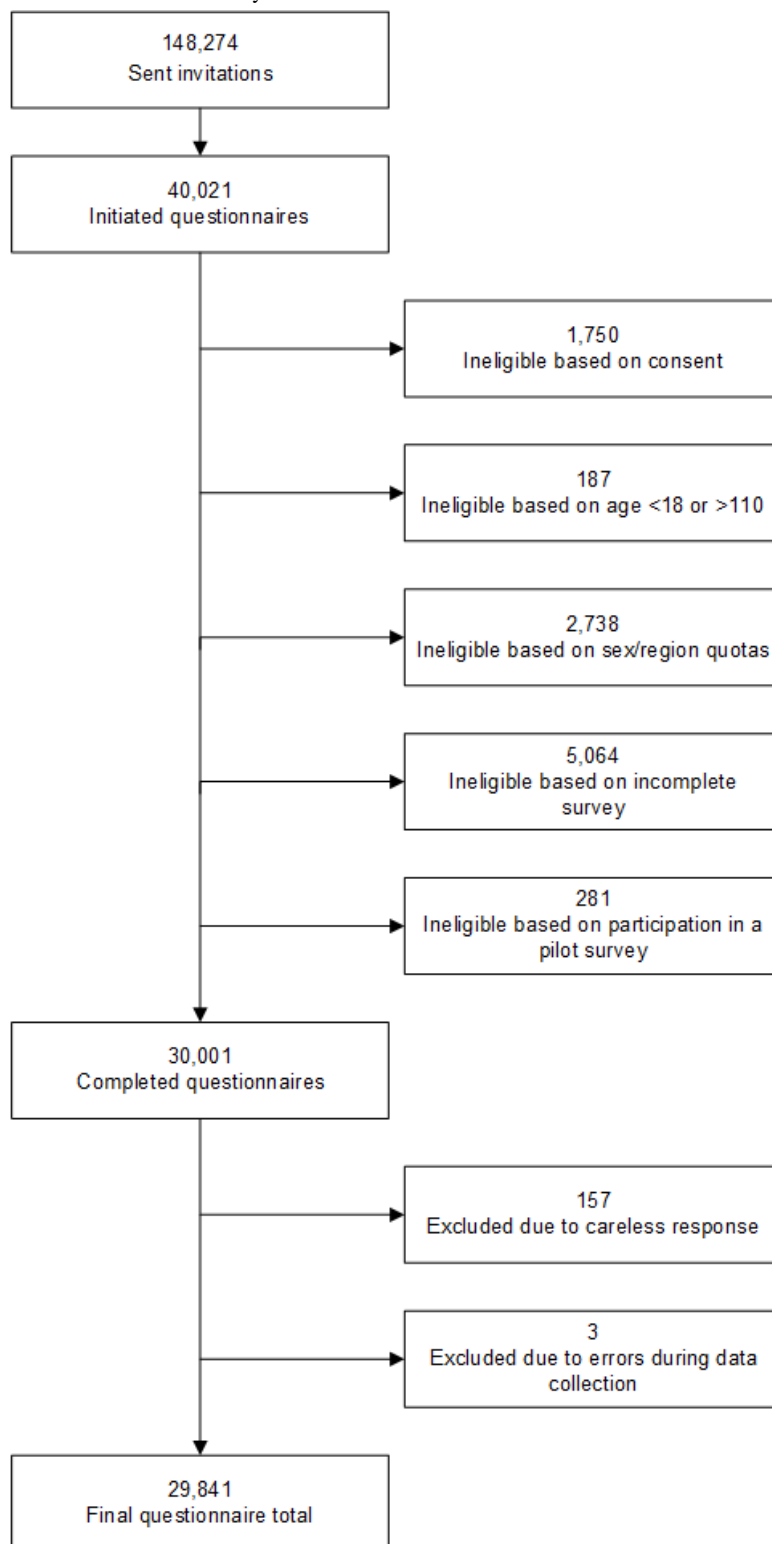 148,274
Sent invitations
40,021
Initiated questionnaires
1,750
Ineligible based on consent
187
Ineligible based on age <18 or >110
2,738
Ineligible based on sex/region quotas
5,064
Ineligible based on incomplete
survey
281
Ineligible based on participation in a
pilot survey
30,001
Completed questionnaires
157
Excluded due to careless response
3
Excluded due to errors during data
collection
29,841
Final questionnaire total